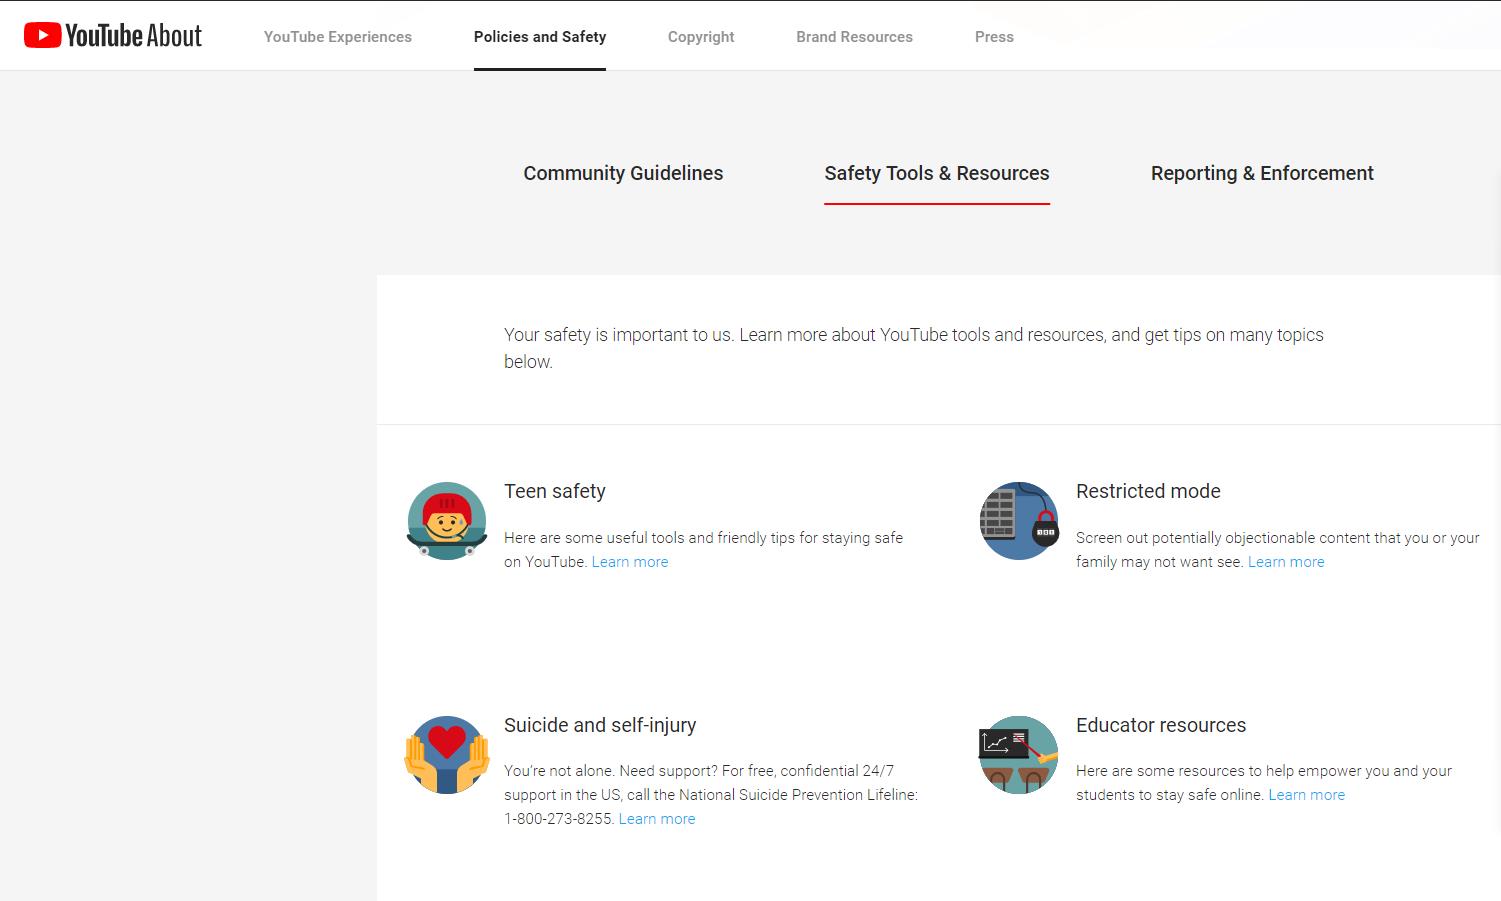 YouTube About
YouTube Experiences
Policies and Safety
Copyright
Brand Resources
Press
Community Guidelines
Safety Tools & Resources
Reporting & Enforcement
Your safety is important to us. Learn more about YouTube tools and resources, and get tips on many topics
below.
Teen safety
Here are some useful tools and friendly tips for staying safe
on YouTube. Learn more
Restricted mode
Screen out potentially objectionable content that you or your
family may not want see. Learn more
Suicide and self-injury
You're not alone. Need support? For free, confidential 24/7
support in the US, call the National Suicide Prevention Lifeline:
1-800-273-8255. Learn more
Educator resources
Here are some resources to help empower you and your
students to stay safe online. Learn more